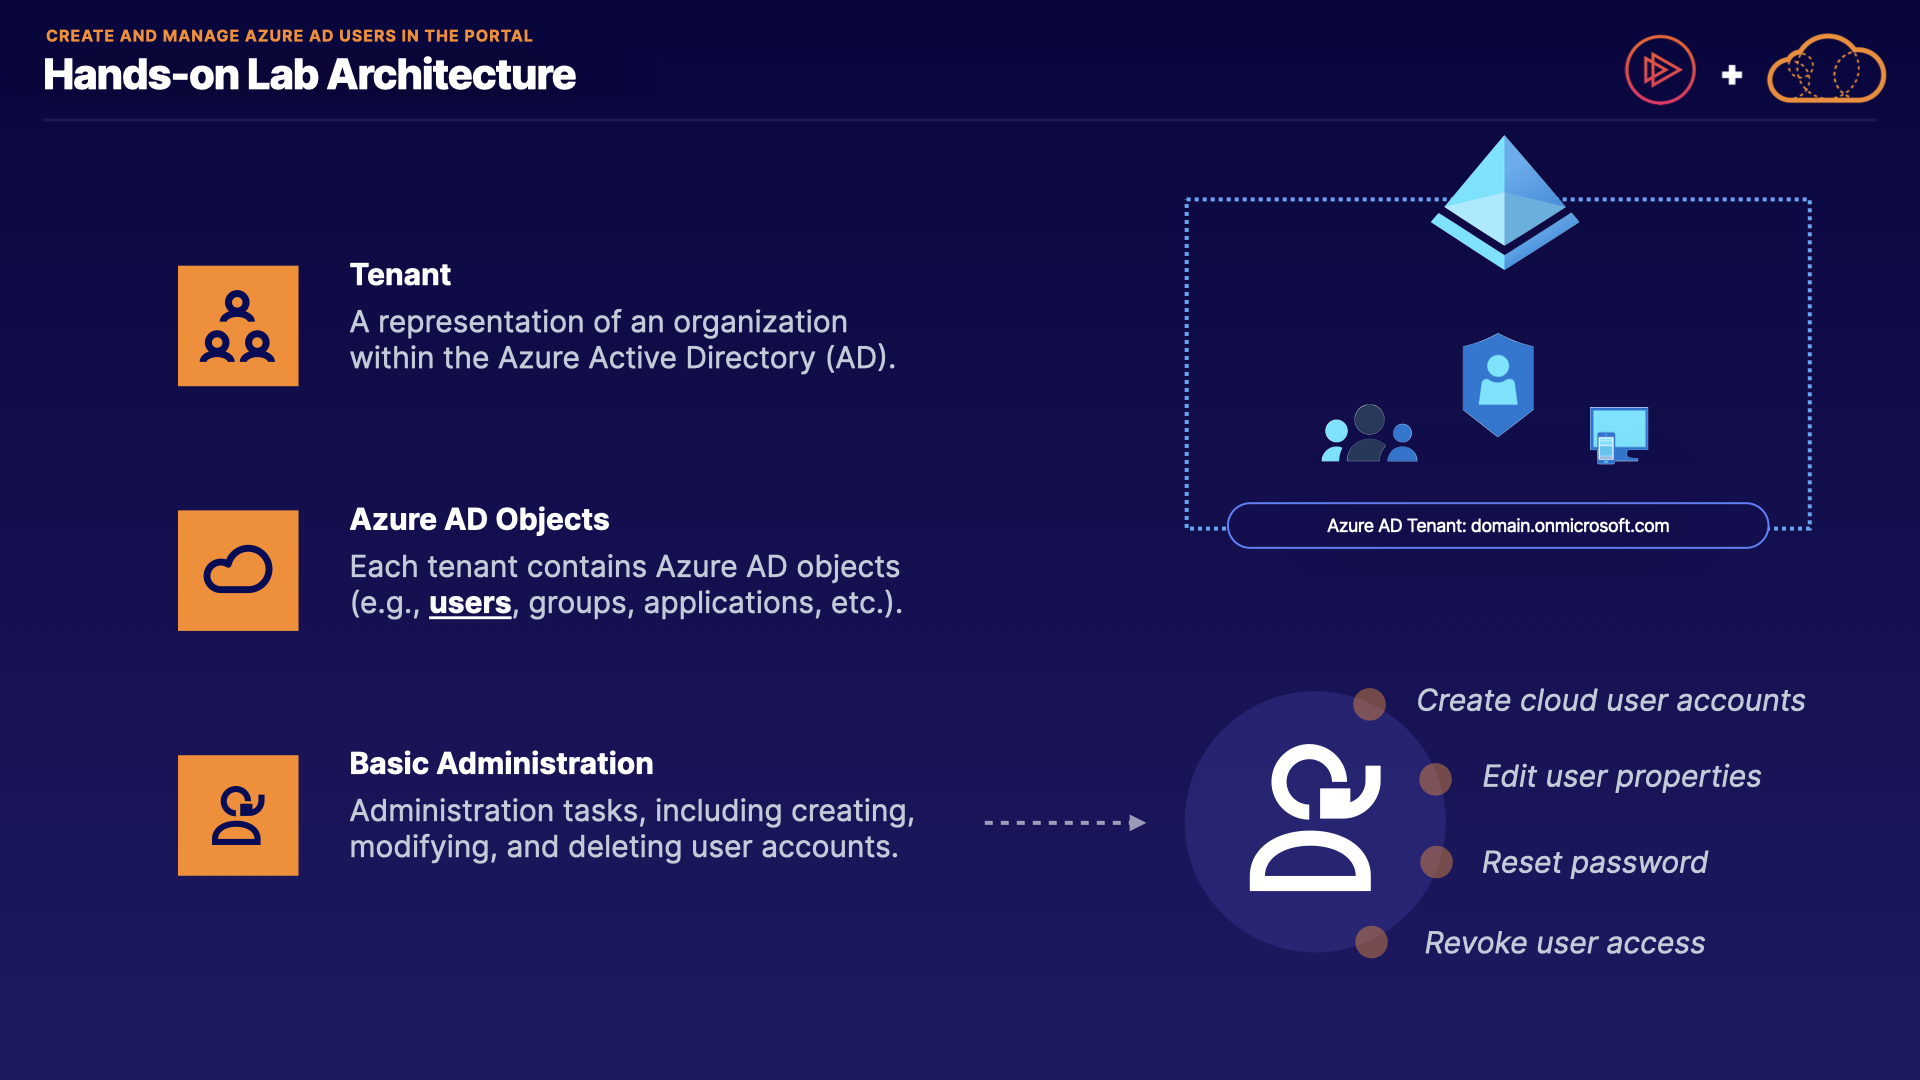 CREATE AND MANAGE AZURE AD USERS IN THE PORTAL
Hands-on Lab Architecture
Tenant
A representation of an organization
within the Azure Active Directory (AD).
Azure AD Objects
Each tenant contains Azure AD objects
(e.g., users, groups, applications, etc.).
Basic Administration
Administration tasks, including creating,
modifying, and deleting user accounts.
Azure AD Tenant: domain.onmicrosoft.com
Create cloud user accounts
Edit user properties
Reset password
Revoke user access